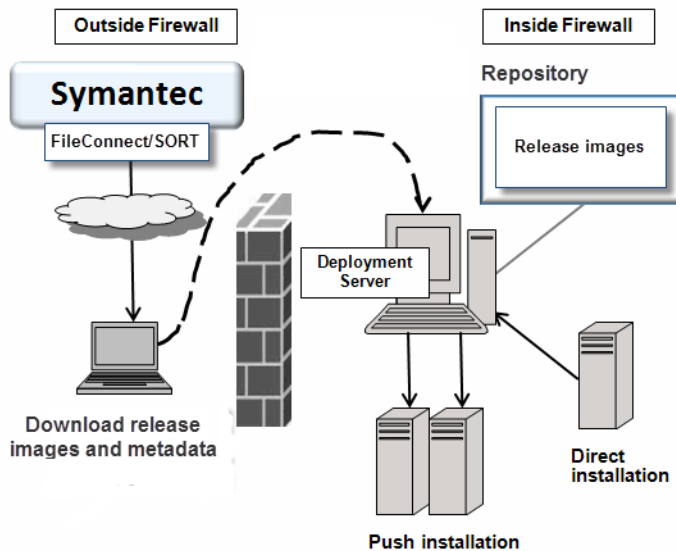 Outside Firewall
Inside Firewall
Symantec
FileConnect/SORT
Repository
Release images
Deployment
Server
Download release
images and metadata
Direct
installation
Push installation